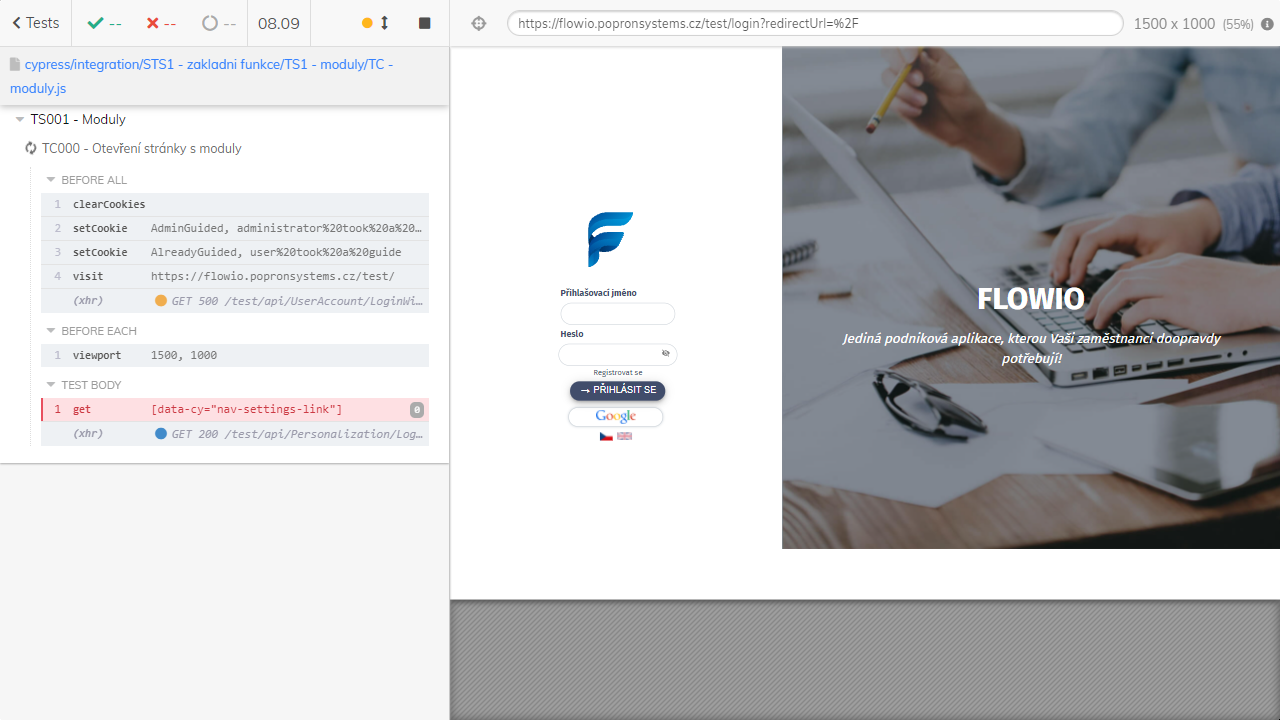 Tests
--
--
--
08.09
https://flowio.popronsystems.cz/test/login?redirectUrl=%2F
1500 x 1000 (55%)
cypress/integration/STS1 - zakladni funkce/TS1 - moduly/TC -
moduly.js
TS001 - Moduly
TC000 - Otevření stránky s moduly
BEFORE ALL
1 clearCookies
2 setCookie AdminGuided, administrator%20took%20a%20...
3 setCookie AlreadyGuided, user%20took%20a%20guide
4 visit https://flowio.popronsystems.cz/test/
(xhr) GET 500 /test/api/UserAccount/LoginWi...
BEFORE EACH
1 viewport 1500, 1000
TEST BODY
1 get [data-cy="nav-settings-link"] 0
(xhr) GET 200 /test/api/Personalization/Log...
Přihlašovací jméno
Heslo
Registrovat se
→ PŘIHLÁSIT SE
Google
FLOWIO
Jediná podniková aplikace, kterou Vaši zaměstnanci doopravdy
potřebují!